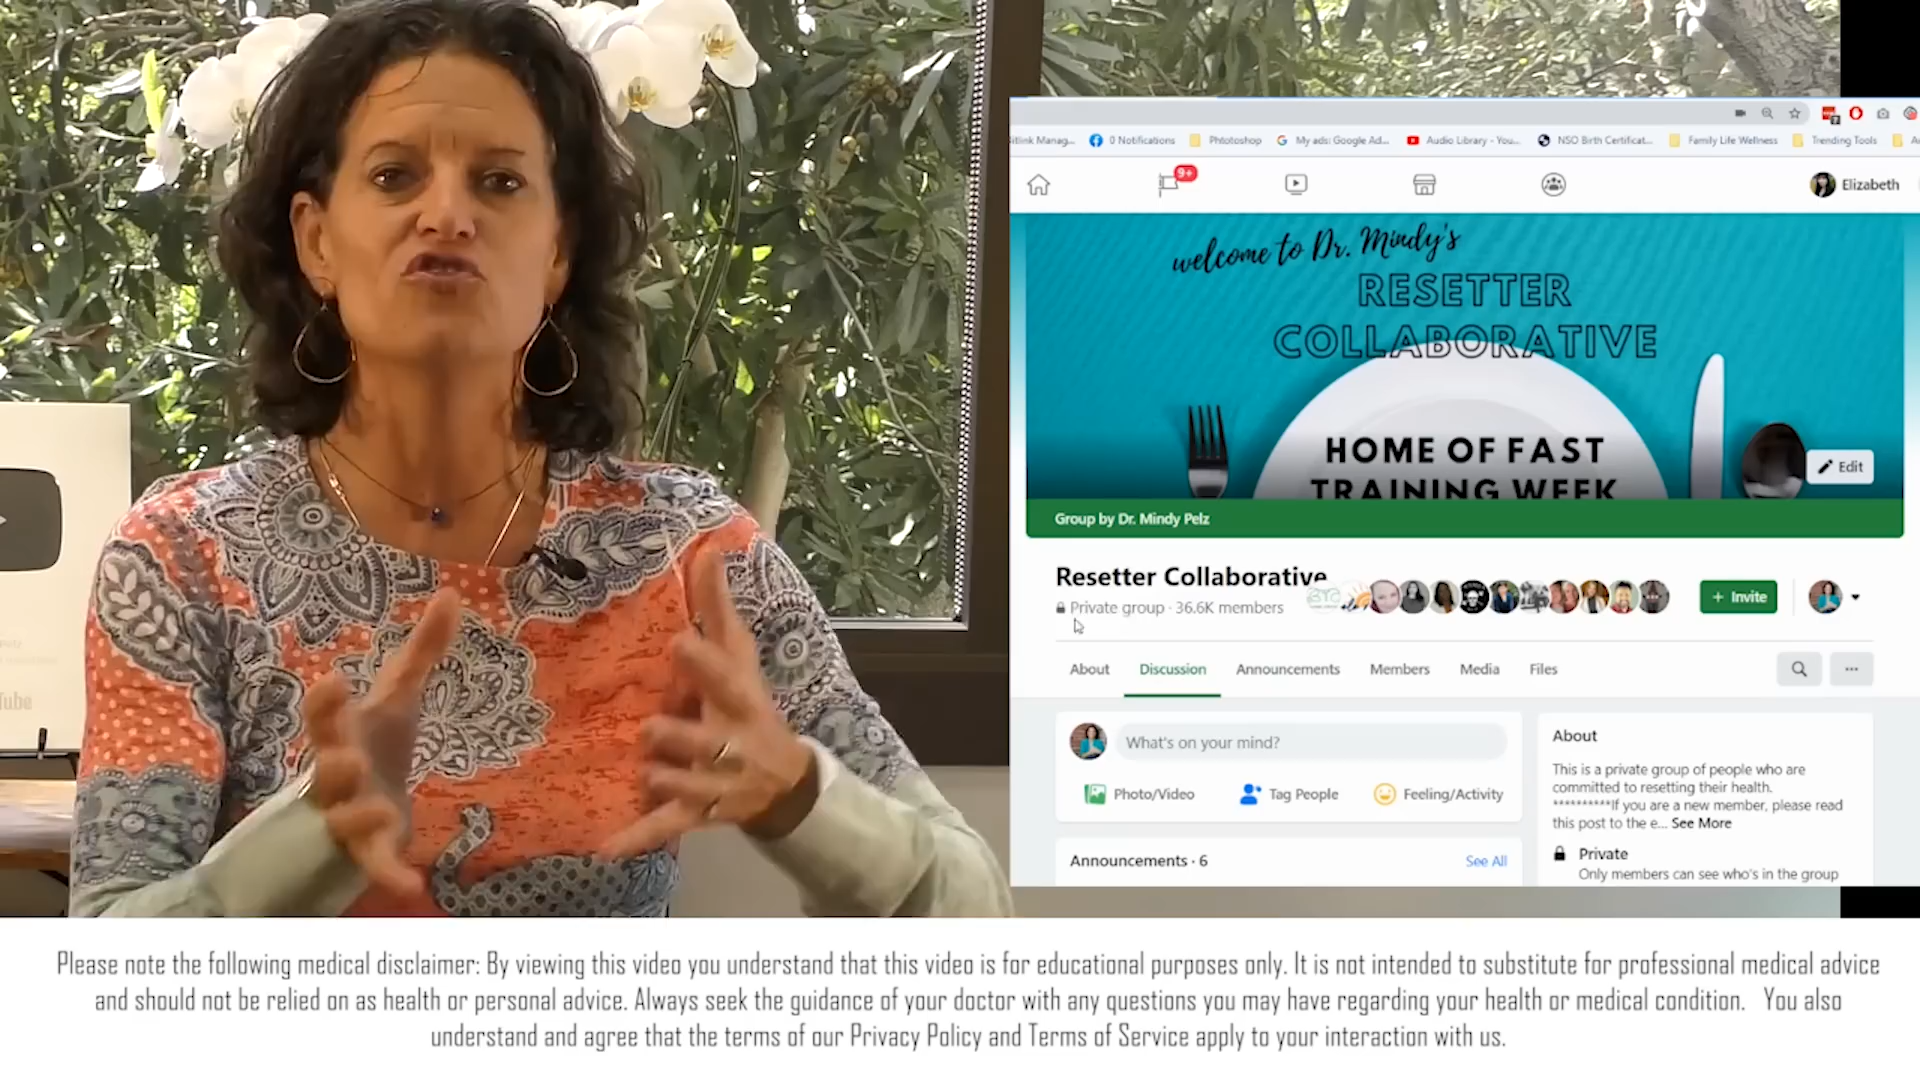 itlink Manag...
0 Notifications
Phtotoshop
My ads: Google Ad...
Audio Library - You...
NSO Birth Certificat...
Family Life Wellness
Trending Tools
9+
Elizabeth
welcome to Dr. Mindy's
RESETTER
COLLABORATIVE
HOME OF FAST
TRAINING WEEK
Edit
Group by Dr. Mindy Pelz
Resetter Collaborative
Private group · 36.6K members
+ Invite
About
Discussion
Announcements
Members
Media
Files
What's on your mind?
Photo/Video
Tag People
Feeling/Activity
Announcements · 6
See All
About
This is a private group of people who are
committed to resetting their health.
**********If you are a new member, please read
this post to the e... See More
Private
Only members can see who's in the group
Tube
Please note the following medical disclaimer: By viewing this video you understand that this video is for educational purposes only. It is not intended to substitute for professional medical advice
and should not be relied on as health or personal advice. Always seek the guidance of your doctor with any questions you may have regarding your health or medical condition. You also
understand and agree that the terms of our Privacy Policy and Terms of Service apply to your interaction with us.